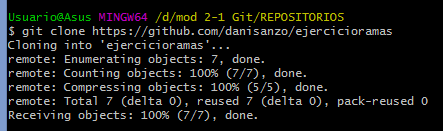 Usuario@Asus MINGW64 /d/mod 2-1 Git/REPOSITORIOS
$ git clone https://github.com/danisanzo/ejercicioramas
Cloning into 'ejercicioramas'...
remote: Enumerating objects: 7, done.
remote: Counting objects: 100% (7/7), done.
remote: Compressing objects: 100% (5/5), done.
remote: Total 7 (delta 0), reused 7 (delta 0), pack-reused 0
Receiving objects: 100% (7/7), done.